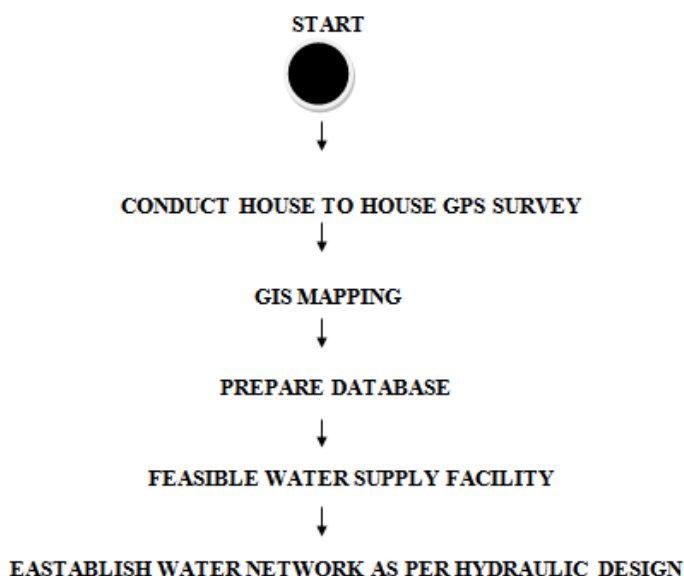 START
CONDUCT HOUSE TO HOUSE GPS SURVEY
GIS MAPPING
PREPARE DATABASE
FEASIBLE WATER SUPPLY FACILITY
EASTABLISH WATER NETWORK AS PER HYDRAULIC DESIGN